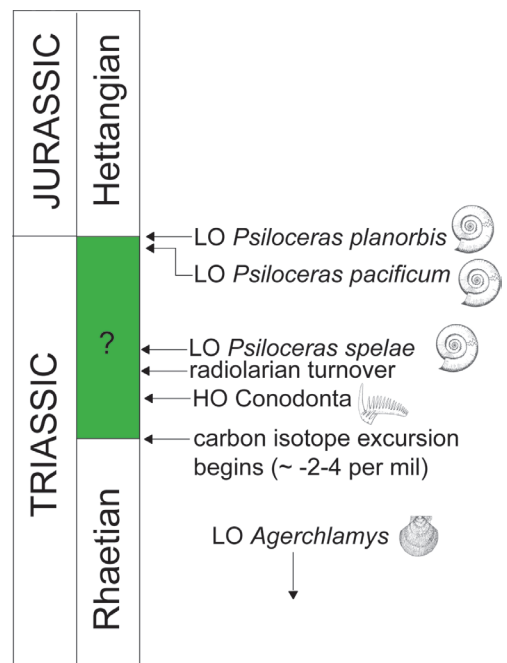 JURASSIC
Hettangian
TRIASSIC
?
Rhaetian
LO Psiloceras planorbis
LO Psiloceras pacificum
LO Psiloceras spelae
radiolarian turnover
HO Conodonta
carbon isotope excursion
begins (~ -2-4 per mil)
LO Agerchlamys